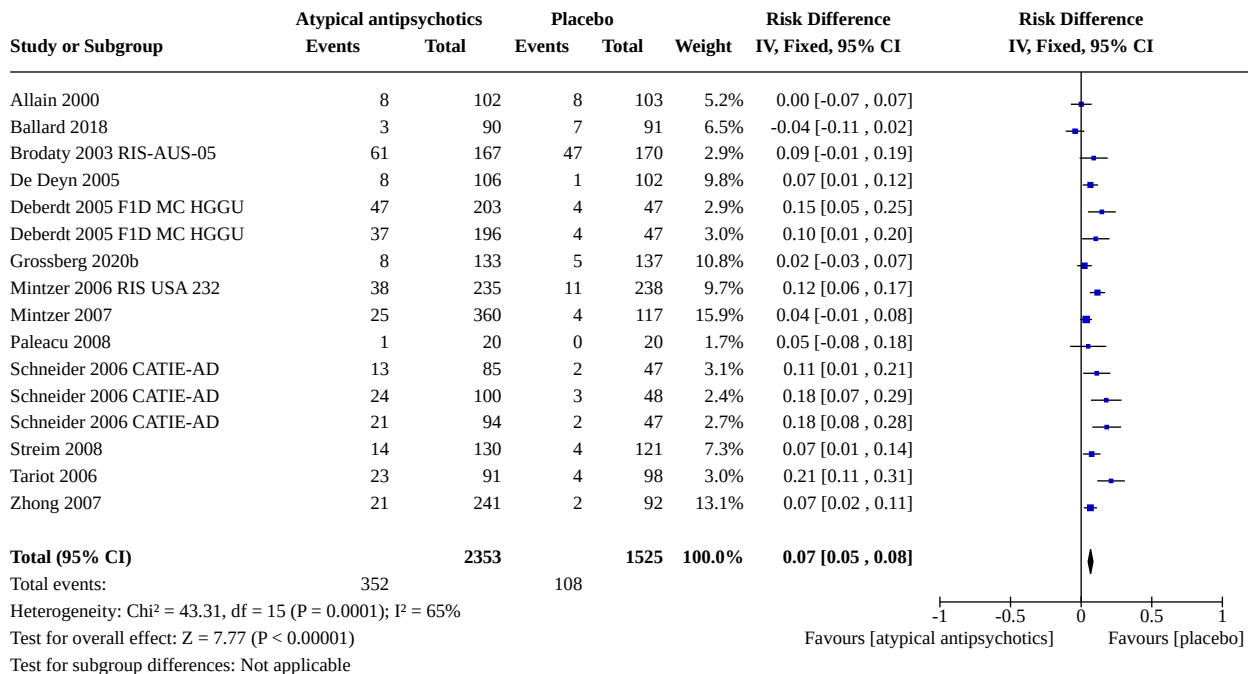 Atypical antipsychotics Placebo Risk Difference Risk Difference
Study or Subgroup Events Total Events Total Weight IV, Fixed, 95% CI IV, Fixed, 95% CI
Allain 2000 8 102 8 103 5.2% 0.00 [-0.07 , 0.07]
Ballard 2018 3 90 7 91 6.5% -0.04 [-0.11 , 0.02]
Brodaty 2003 RIS-AUS-05 61 167 47 170 2.9% 0.09 [-0.01 , 0.19]
De Deyn 2005 8 106 1 102 9.8% 0.07 [0.01 , 0.12]
Deberdt 2005 F1D MC HGGU 47 203 4 47 2.9% 0.15 [0.05 , 0.25]
Deberdt 2005 F1D MC HGGU 37 196 4 47 3.0% 0.10 [0.01 , 0.20]
Grossberg 2020b 8 133 5 137 10.8% 0.02 [-0.03 , 0.07]
Mintzer 2006 RIS USA 232 38 235 11 238 9.7% 0.12 [0.06 , 0.17]
Mintzer 2007 25 360 4 117 15.9% 0.04 [-0.01 , 0.08]
Paleacu 2008 1 20 0 20 1.7% 0.05 [-0.08 , 0.18]
Schneider 2006 CATIE-AD 13 85 2 47 3.1% 0.11 [0.01 , 0.21]
Schneider 2006 CATIE-AD 24 100 3 48 2.4% 0.18 [0.07 , 0.29]
Schneider 2006 CATIE-AD 21 94 2 47 2.7% 0.18 [0.08 , 0.28]
Streim 2008 14 130 4 121 7.3% 0.07 [0.01 , 0.14]
Tariot 2006 23 91 4 98 3.0% 0.21 [0.11 , 0.31]
Zhong 2007 21 241 2 92 13.1% 0.07 [0.02 , 0.11]
Total (95% CI) 2353 1525 100.0% 0.07 [0.05 , 0.08]
Total events: 352 108
Heterogeneity: Chi² = 43.31, df = 15 (P = 0.0001); I² = 65%
-1 -0.5 0 0.5 1
Test for overall effect: Z = 7.77 (P < 0.00001)
Favours [atypical antipsychotics] Favours [placebo]
Test for subgroup differences: Not applicable